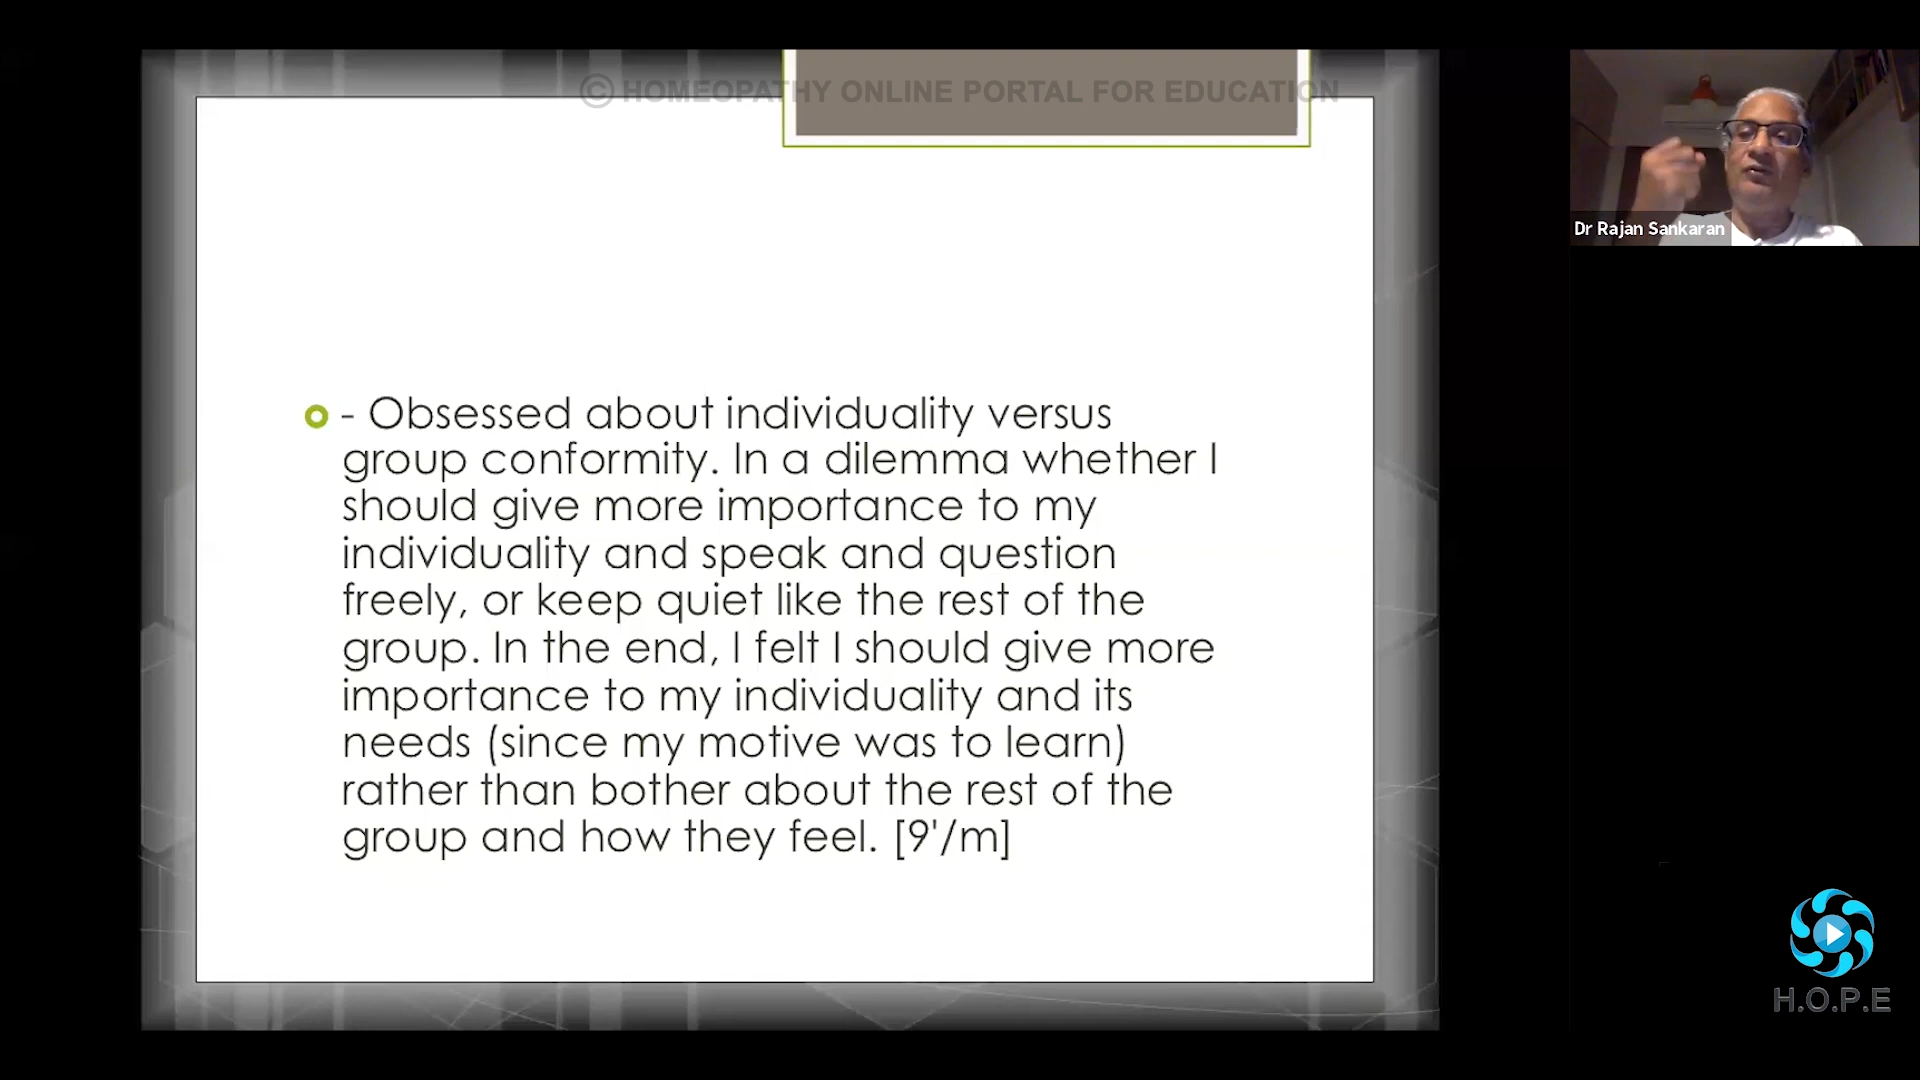 © HOMEOPATHY ONLINE PORTAL FOR EDUCATION
Dr Rajan Sankaran
- Obsessed about individuality versus
group conformity. In a dilemma whether I
should give more importance to my
individuality and speak and question
freely, or keep quiet like the rest of the
group. In the end, I felt I should give more
importance to my individuality and its
needs (since my motive was to learn)
rather than bother about the rest of the
group and how they feel. [9'/m]
H.O.P.E